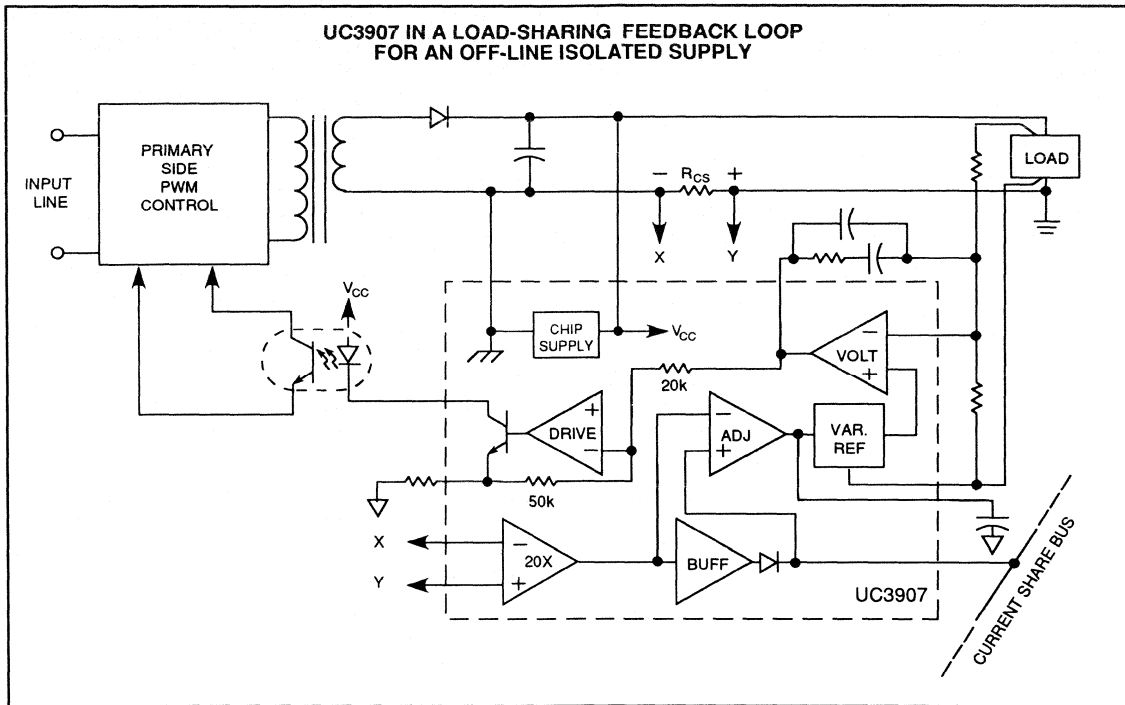 UC3907 IN A LOAD-SHARING FEEDBACK LOOP
FOR AN OFF-LINE ISOLATED SUPPLY
INPUT
LINE
PRIMARY
SIDE
PWM
CONTROL
− RCS +
X Y
LOAD
VCC
CHIP
SUPPLY
VCC
−
VOLT
+
20k
+
DRIVE
−
−
ADJ
+
VAR.
REF
50k
X
Y
−
20X
+
BUFF
UC3907
CURRENT SHARE BUS